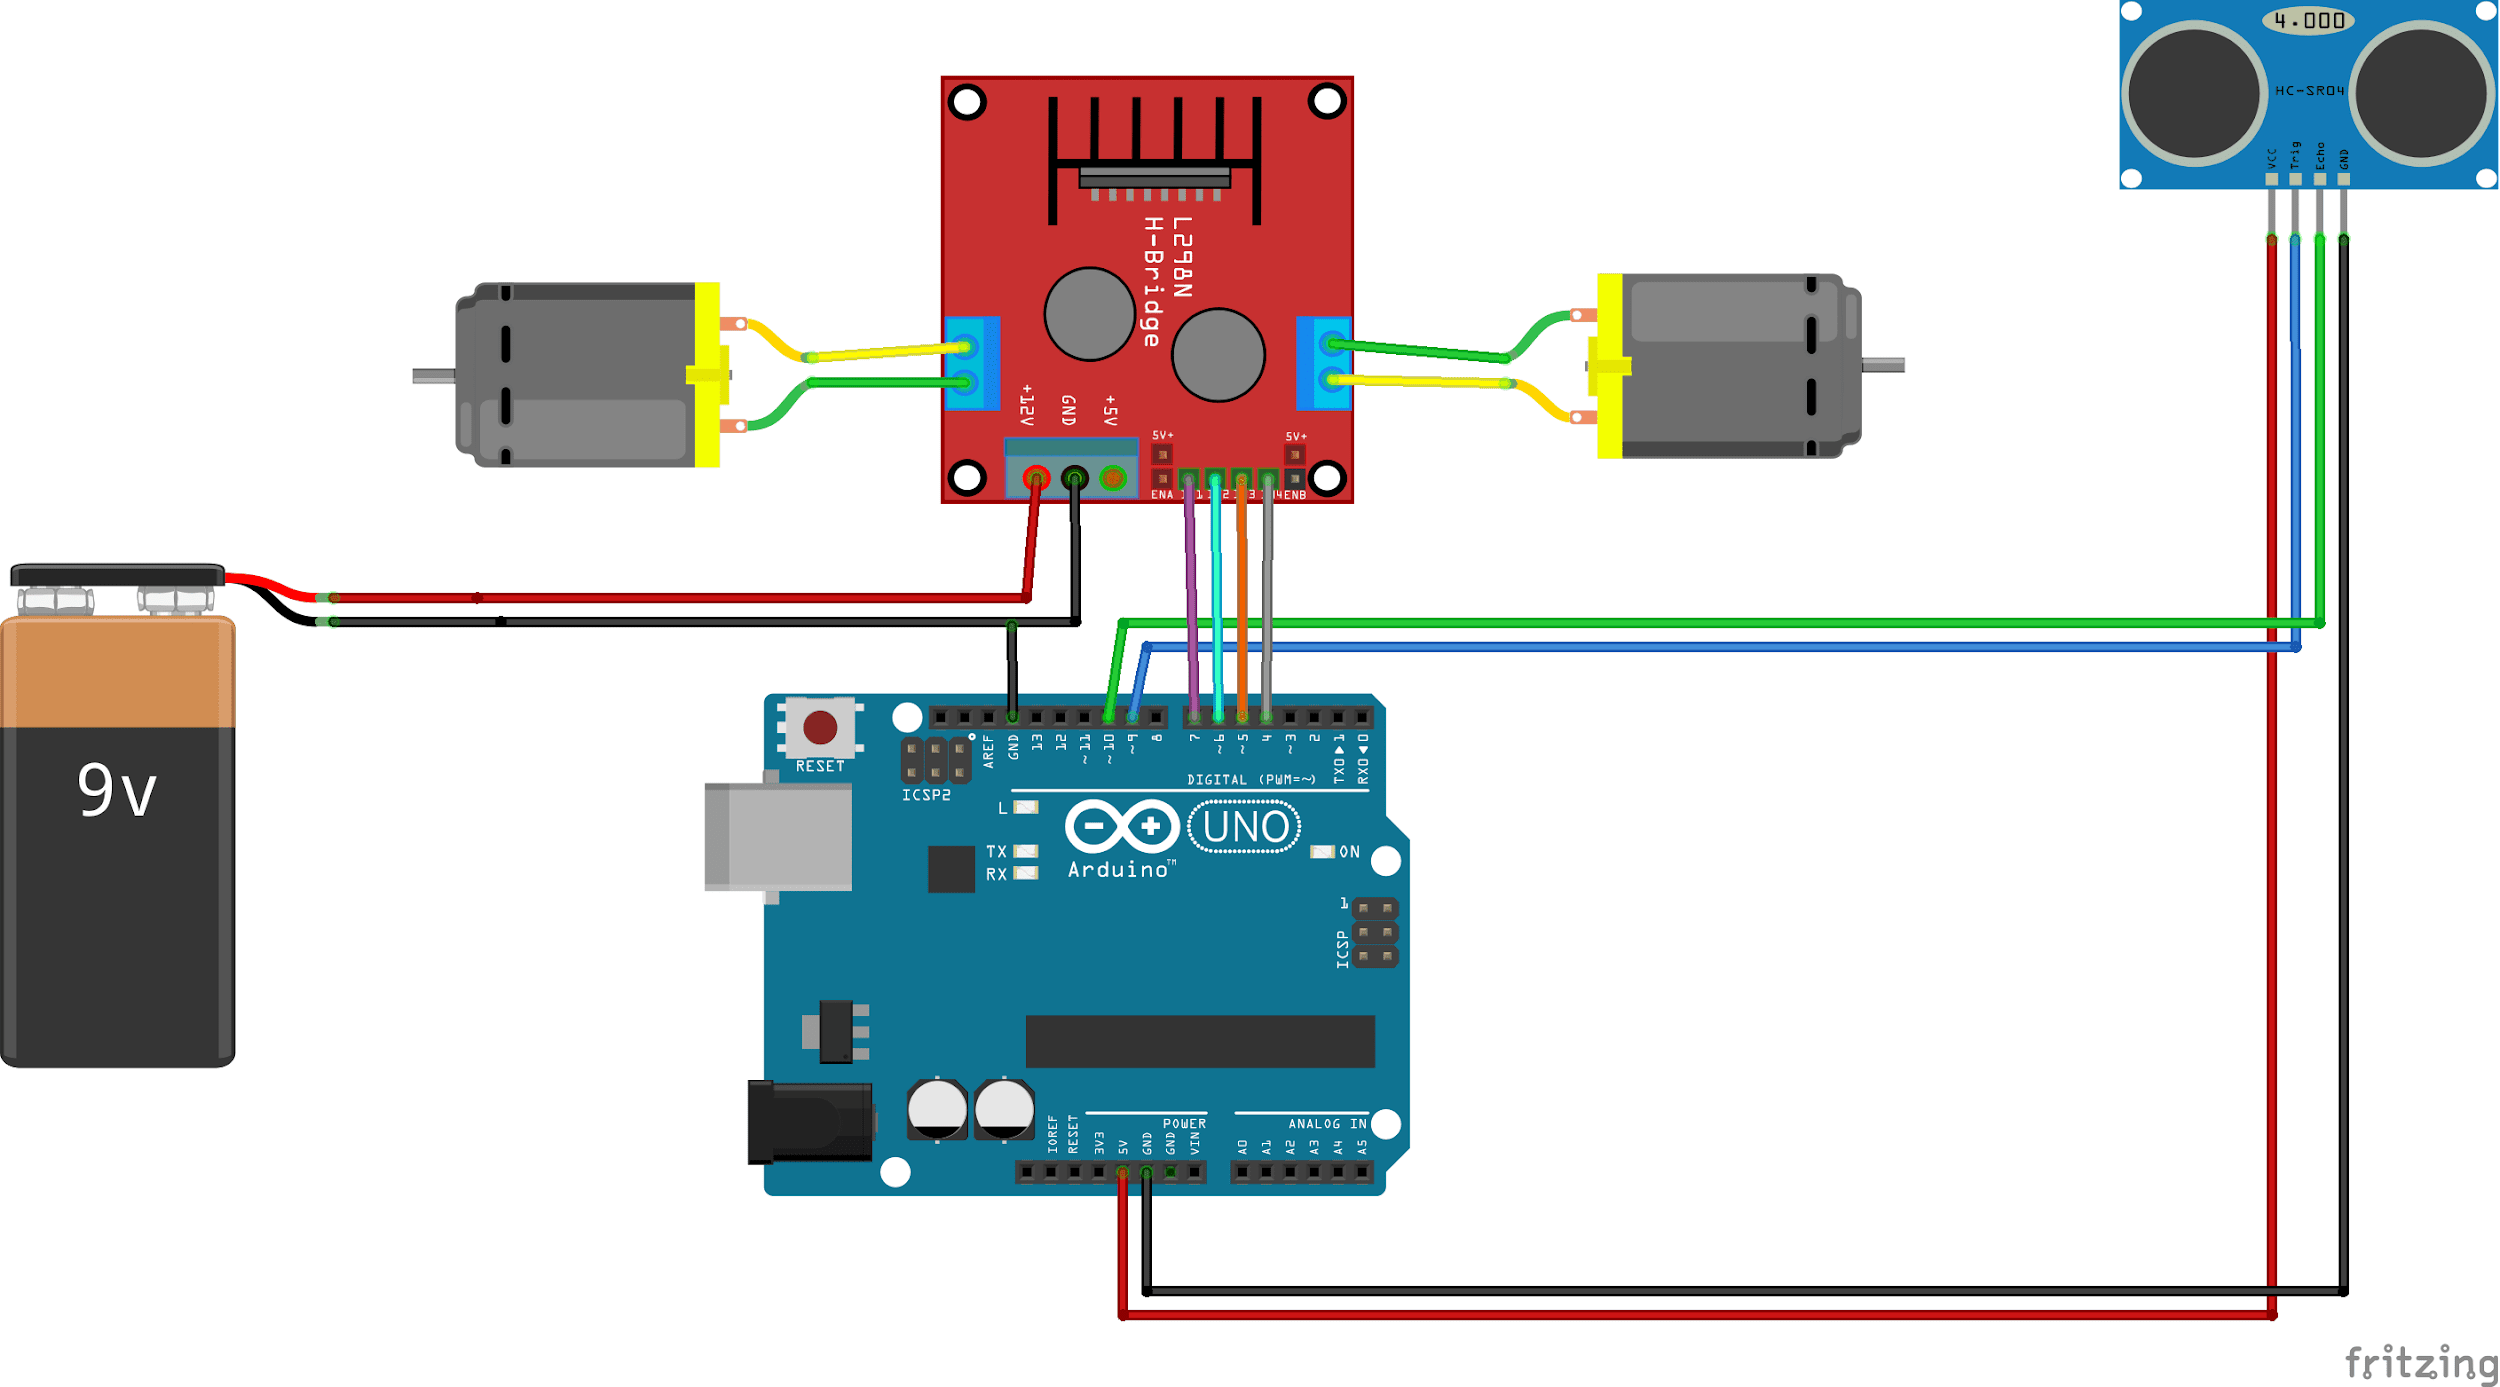 4.000
HC-SR04
VCC
Trig
Echo
GND
L298N
H-Bridge
+12V
GND
+5V
5V+
5V+
ENA
ENB
9v
RESET
ICSP2
AREF
GND
13
12
~11
~10
~9
8
7
~6
~5
4
~3
2
TX0 1
RX0 0
DIGITAL (PWM=~)
L
TX
RX
UNO
Arduino™
ON
1
ICSP
IOREF
RESET
3V3
5V
GND
GND
VIN
POWER
ANALOG IN
A0
A1
A2
A3
A4
A5
fritzing